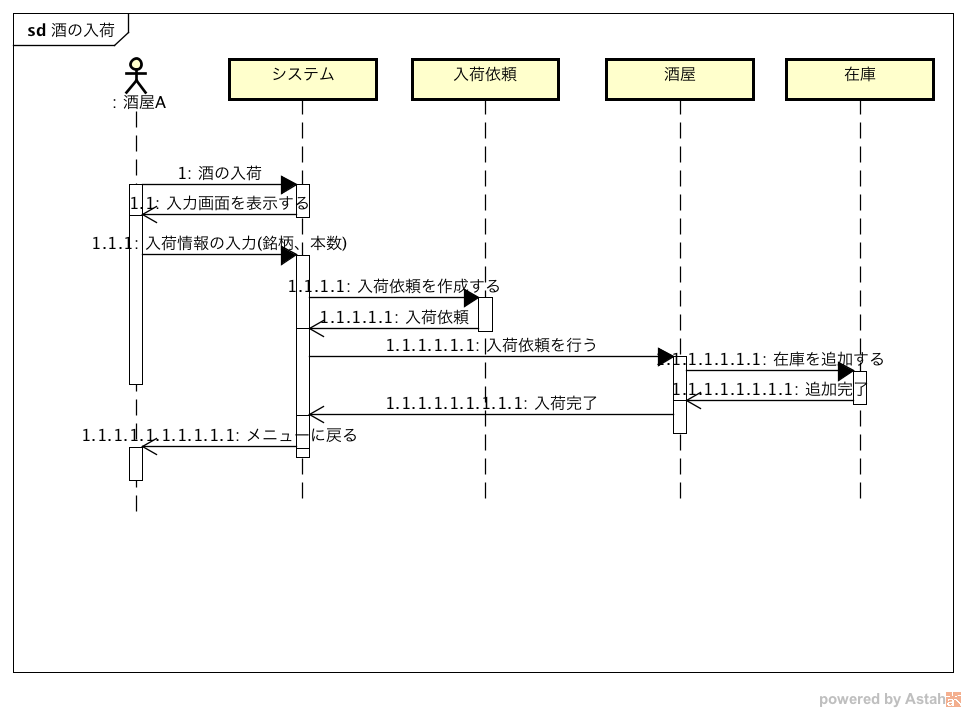 sd 酒の入荷
: 酒屋A
システム
入荷依頼
酒屋
在庫
1: 酒の入荷
1.1: 入力画面を表示する
1.1.1: 入荷情報の入力(銘柄、本数)
1.1.1.1: 入荷依頼を作成する
1.1.1.1.1: 入荷依頼
1.1.1.1.1.1: 入荷依頼を行う
1.1.1.1.1.1.1: 在庫を追加する
1.1.1.1.1.1.1.1: 追加完了
1.1.1.1.1.1.1.1.1: 入荷完了
1.1.1.1.1.1.1.1.1.1: メニューに戻る
powered by Astah